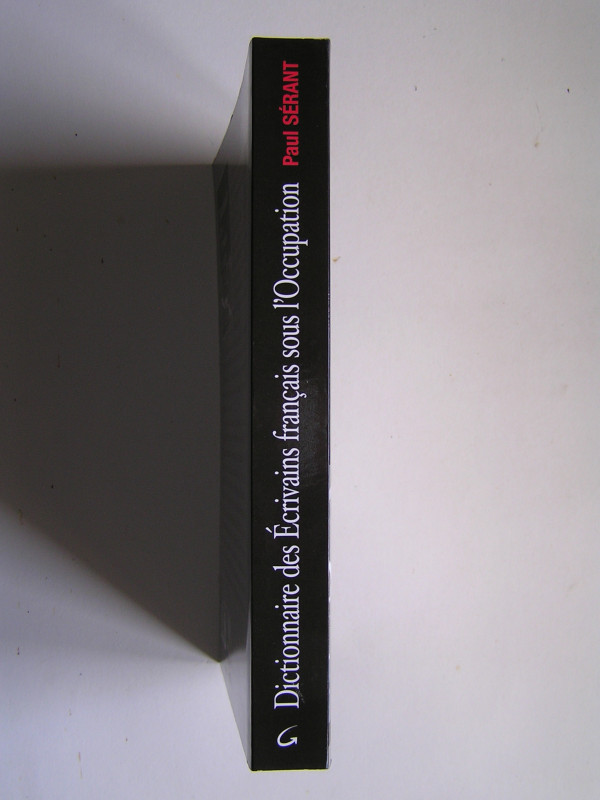 Dictionnaire des Écrivains français sous l'Occupation
Paul SÉRANT